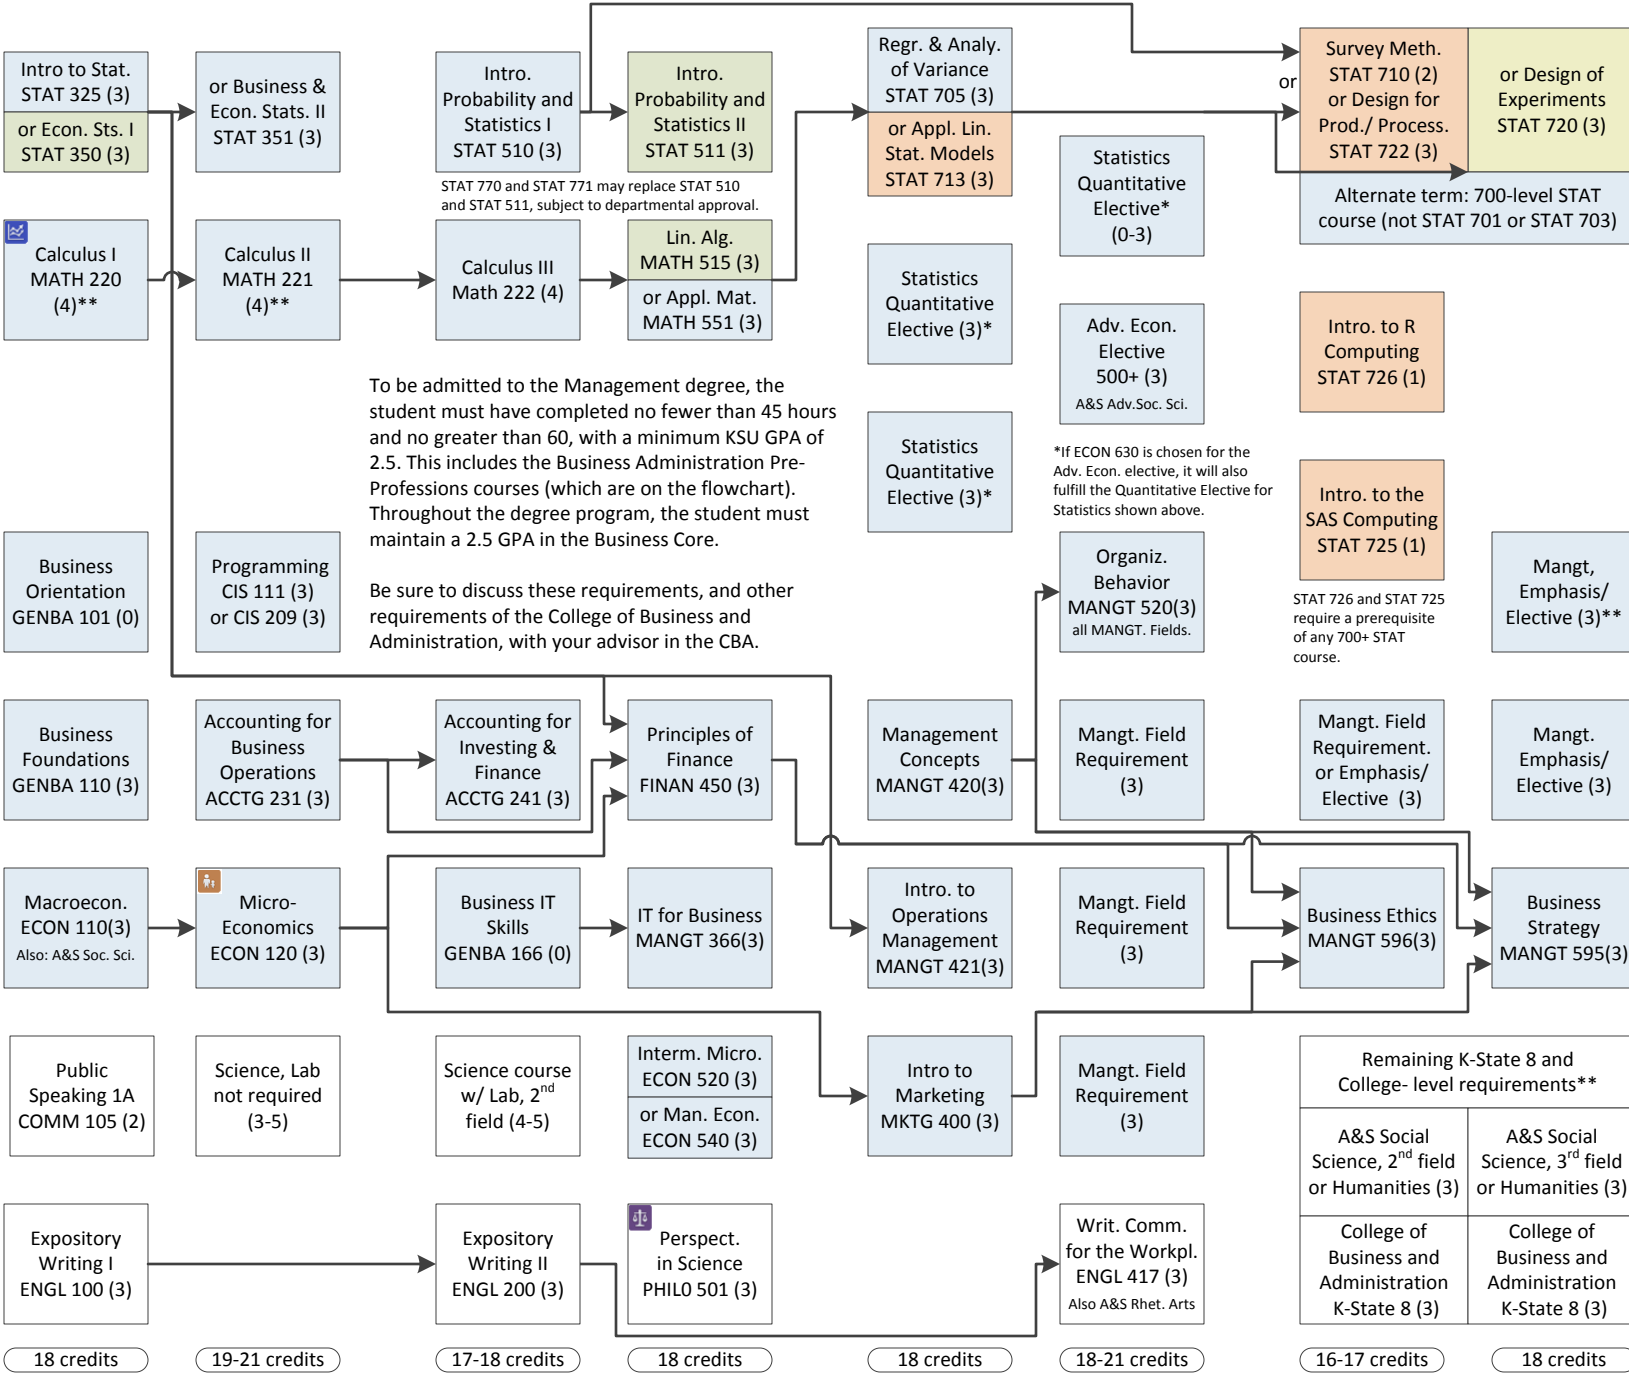 Intro to Stat.
STAT 325 (3)
or Econ. Sts. I
STAT 350 (3)
or Business &
Econ. Stats. II
STAT 351 (3)
Intro.
Probability and
Statistics I
STAT 510 (3)
Intro.
Probability and
Statistics II
STAT 511 (3)
STAT 770 and STAT 771 may replace STAT 510
and STAT 511, subject to departmental approval.
Regr. & Analy.
of Variance
STAT 705 (3)
or Appl. Lin.
Stat. Models
STAT 713 (3)
Statistics
Quantitative
Elective*
(0-3)
or
Survey Meth.
STAT 710 (2)
or Design for
Prod./ Process.
STAT 722 (3)
or Design of
Experiments
STAT 720 (3)
Alternate term: 700-level STAT
course (not STAT 701 or STAT 703)
Calculus I
MATH 220
(4)**
Calculus II
MATH 221
(4)**
Calculus III
Math 222 (4)
Lin. Alg.
MATH 515 (3)
or Appl. Mat.
MATH 551 (3)
Statistics
Quantitative
Elective (3)*
Adv. Econ.
Elective
500+ (3)
A&S Adv.Soc. Sci.
Intro. to R
Computing
STAT 726 (1)
To be admitted to the Management degree, the
student must have completed no fewer than 45 hours
and no greater than 60, with a minimum KSU GPA of
2.5. This includes the Business Administration Pre-
Professions courses (which are on the flowchart).
Throughout the degree program, the student must
maintain a 2.5 GPA in the Business Core.
Be sure to discuss these requirements, and other
requirements of the College of Business and
Administration, with your advisor in the CBA.
Statistics
Quantitative
Elective (3)*
*If ECON 630 is chosen for the
Adv. Econ. elective, it will also
fulfill the Quantitative Elective for
Statistics shown above.
Intro. to the
SAS Computing
STAT 725 (1)
STAT 726 and STAT 725
require a prerequisite
of any 700+ STAT
course.
Business
Orientation
GENBA 101 (0)
Programming
CIS 111 (3)
or CIS 209 (3)
Organiz.
Behavior
MANGT 520(3)
all MANGT. Fields.
Mangt,
Emphasis/
Elective (3)**
Business
Foundations
GENBA 110 (3)
Accounting for
Business
Operations
ACCTG 231 (3)
Accounting for
Investing &
Finance
ACCTG 241 (3)
Principles of
Finance
FINAN 450 (3)
Management
Concepts
MANGT 420(3)
Mangt. Field
Requirement
(3)
Mangt. Field
Requirement.
or Emphasis/
Elective (3)
Mangt.
Emphasis/
Elective (3)
Macroecon.
ECON 110(3)
Also: A&S Soc. Sci.
Micro-
Economics
ECON 120 (3)
Business IT
Skills
GENBA 166 (0)
IT for Business
MANGT 366(3)
Intro. to
Operations
Management
MANGT 421(3)
Mangt. Field
Requirement
(3)
Business Ethics
MANGT 596(3)
Business
Strategy
MANGT 595(3)
Public
Speaking 1A
COMM 105 (2)
Science, Lab
not required
(3-5)
Science course
w/ Lab, 2nd
field (4-5)
Interm. Micro.
ECON 520 (3)
or Man. Econ.
ECON 540 (3)
Intro to
Marketing
MKTG 400 (3)
Mangt. Field
Requirement
(3)
Remaining K-State 8 and
College- level requirements**
A&S Social
Science, 2nd field
or Humanities (3)
A&S Social
Science, 3rd field
or Humanities (3)
Expository
Writing I
ENGL 100 (3)
Expository
Writing II
ENGL 200 (3)
Perspect.
in Science
PHIL0 501 (3)
Writ. Comm.
for the Workpl.
ENGL 417 (3)
Also A&S Rhet. Arts
College of
Business and
Administration
K-State 8 (3)
College of
Business and
Administration
K-State 8 (3)
18 credits
19-21 credits
17-18 credits
18 credits
18 credits
18-21 credits
16-17 credits
18 credits